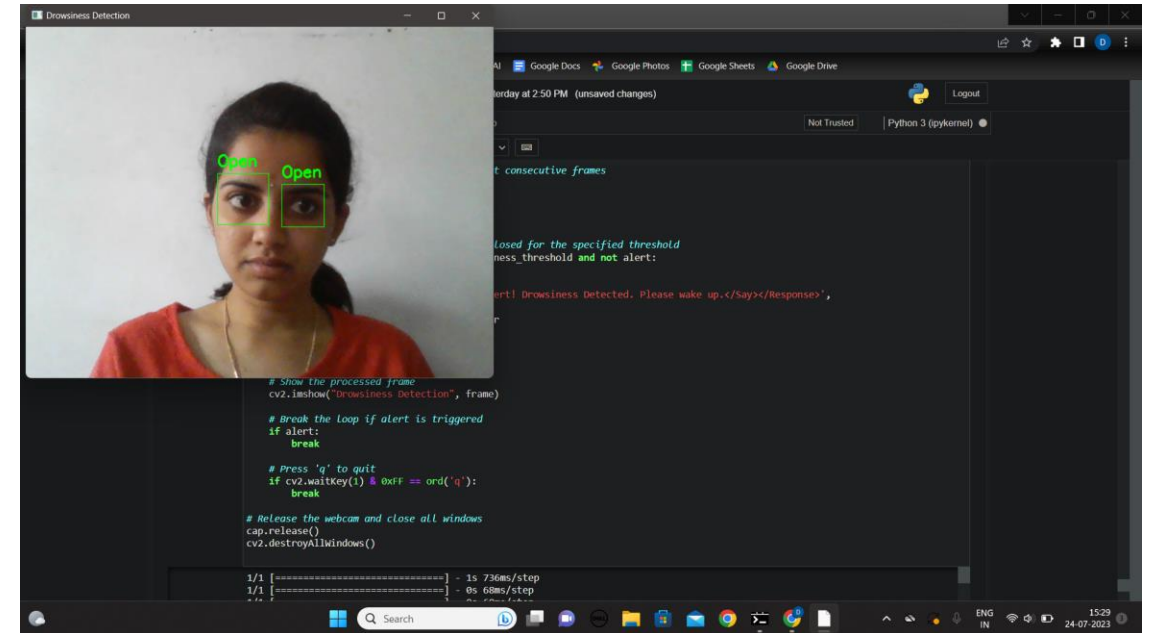 Drowsiness Detection
AI Google Docs Google Photos Google Sheets Google Drive
terday at 2:50 PM (unsaved changes)
Logout
Not Trusted
Python 3 (ipykernel)
t consecutive frames
Open
Open
losed for the specified threshold
ness_threshold and not alert:
ert! Drowsiness Detected. Please wake up.</Say></Response>',
r
# Show the processed frame
cv2.imshow("Drowsiness Detection", frame)
# Break the loop if alert is triggered
if alert:
break
# Press 'q' to quit
if cv2.waitKey(1) & 0xFF == ord('q'):
break
# Release the webcam and close all windows
cap.release()
cv2.destroyAllWindows()
1/1 [==============================] - 1s 736ms/step
1/1 [==============================] - 0s 68ms/step
Search
ENG
IN
15:29
24-07-2023